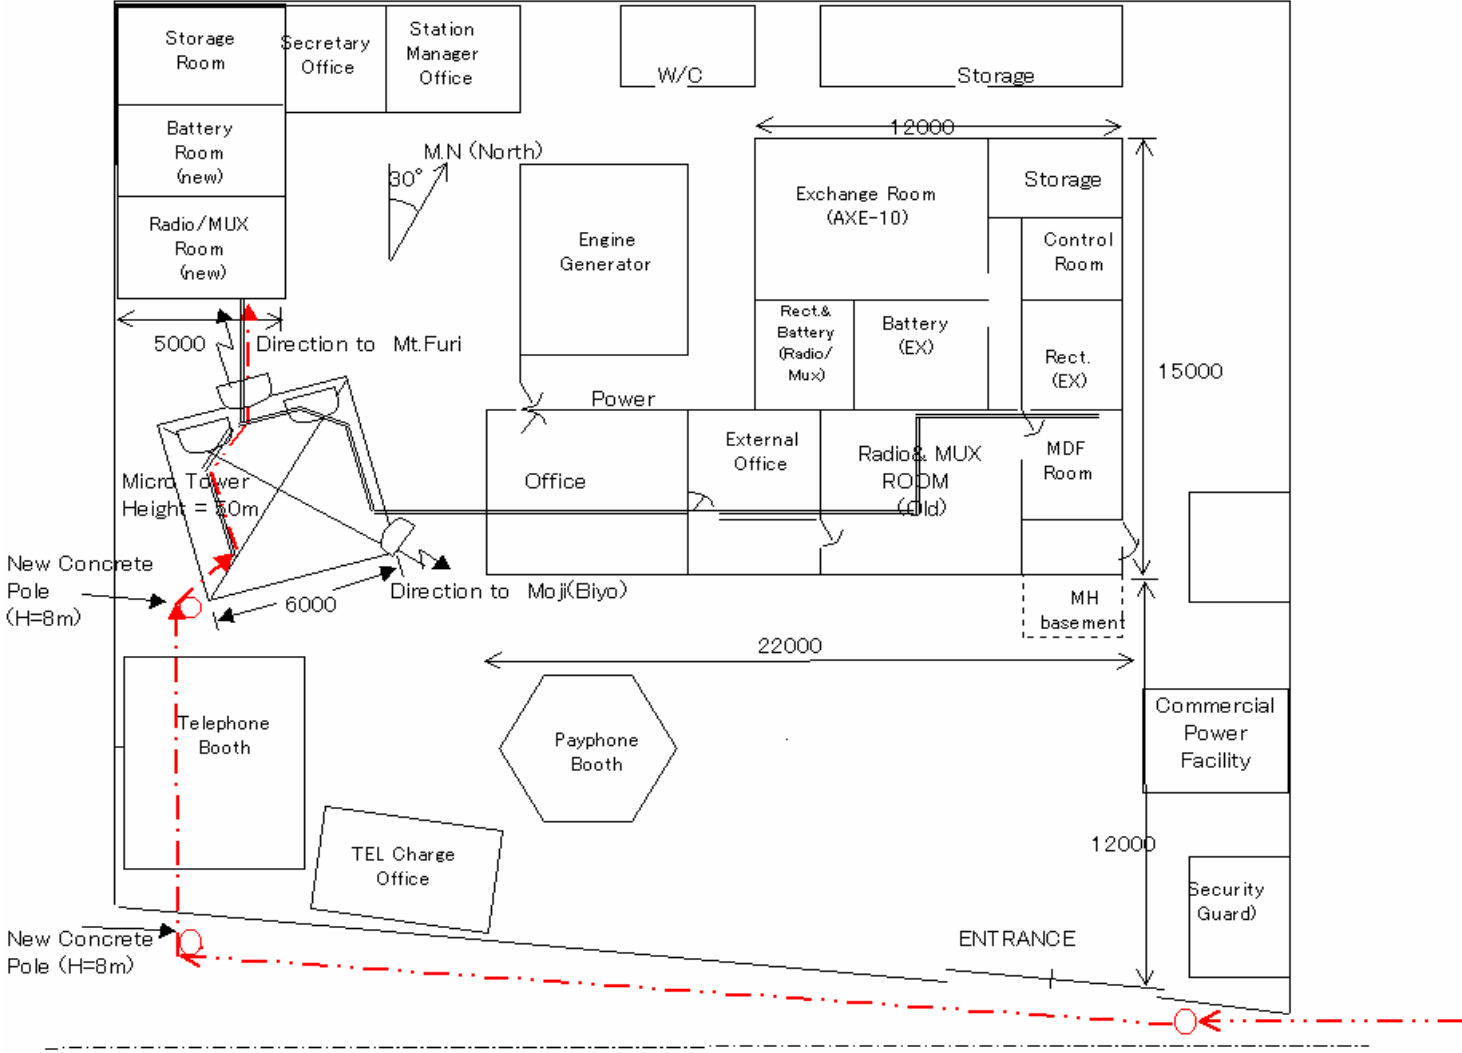 Storage
Room
Secretary
Office
Station
Manager
Office
W/C
Storage
Battery
Room
(new)
M.N (North)
30°
12000
Radio/MUX
Room
(new)
Engine
Generator
Exchange Room
(AXE-10)
Storage
Control
Room
5000
Direction to Mt.Furi
Rect.&
Battery
(Radio/
Mux)
Battery
(EX)
Rect.
(EX)
15000
Power
Micro Tower
Height = 50m
Office
External
Office
Radio& MUX
ROOM
(Old)
MDF
Room
New Concrete
Pole
(H=8m)
6000
Direction to Moji(Biyo)
MH
basement
22000
Telephone
Booth
Payphone
Booth
Commercial
Power
Facility
TEL Charge
Office
12000
Security
Guard)
New Concrete
Pole (H=8m)
ENTRANCE